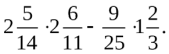 2 5/14 · 2 6/11 - 9/25 · 1 2/3 .